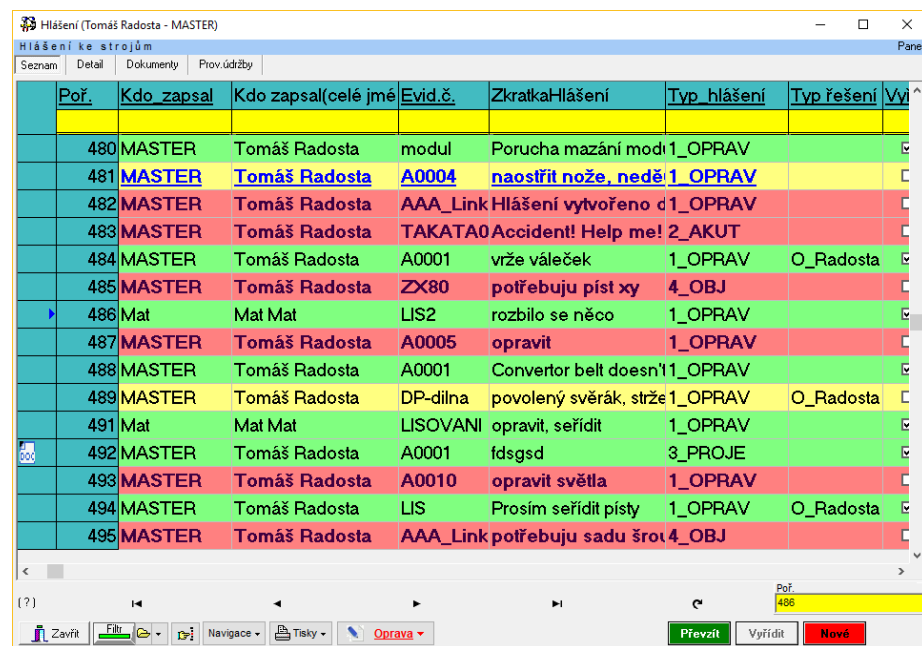 Hlášení (Tomáš Radosta - MASTER)
Hlášení ke strojům Pane
Seznam Detail Dokumenty Prov.údržby
Poř. Kdo_zapsal Kdo zapsal(celé jmé Evid.č. ZkratkaHlášení Typ_hlášení Typ řešení Vyř
480 MASTER Tomáš Radosta modul Porucha mazání modu 1_OPRAV
481 MASTER Tomáš Radosta A0004 naostřit nože, nedě 1_OPRAV
482 MASTER Tomáš Radosta AAA_Link Hlášení vytvořeno d 1_OPRAV
483 MASTER Tomáš Radosta TAKATA0 Accident! Help me! 2_AKUT
484 MASTER Tomáš Radosta A0001 vrže váleček 1_OPRAV O_Radosta
485 MASTER Tomáš Radosta ZX80 potřebuju píst xy 4_OBJ
486 Mat Mat Mat LIS2 rozbilo se něco 1_OPRAV
487 MASTER Tomáš Radosta A0005 opravit 1_OPRAV
488 MASTER Tomáš Radosta A0001 Convertor belt doesn't 1_OPRAV
489 MASTER Tomáš Radosta DP-dilna povolený svěrák, strže 1_OPRAV O_Radosta
491 Mat Mat Mat LISOVANI opravit, seřídit 1_OPRAV
492 MASTER Tomáš Radosta A0001 fdsgsd 3_PROJE
493 MASTER Tomáš Radosta A0010 opravit světla 1_OPRAV
494 MASTER Tomáš Radosta LIS Prosím seřídit písty 1_OPRAV O_Radosta
495 MASTER Tomáš Radosta AAA_Link potřebuju sadu šrou 4_OBJ
Poř.
(?) 486
Zavřit Filtr Navigace Tisky Oprava Převzít Vyřídit Nové